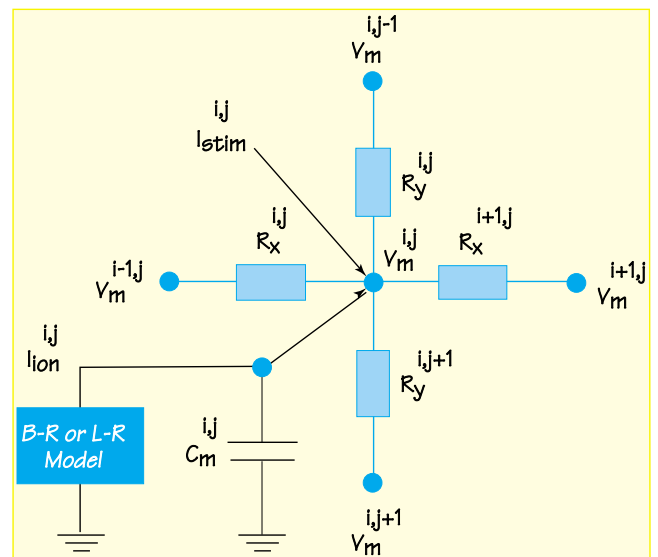 i,j-1
Vm
i,j
Istim
i,j
Ry
i,j
Rx
i,j
Vm
i+1,j
Rx
i-1,j
Vm
i+1,j
Vm
i,j
Iion
i,j+1
Ry
B-R or L-R
Model
i,j
Cm
i,j+1
Vm